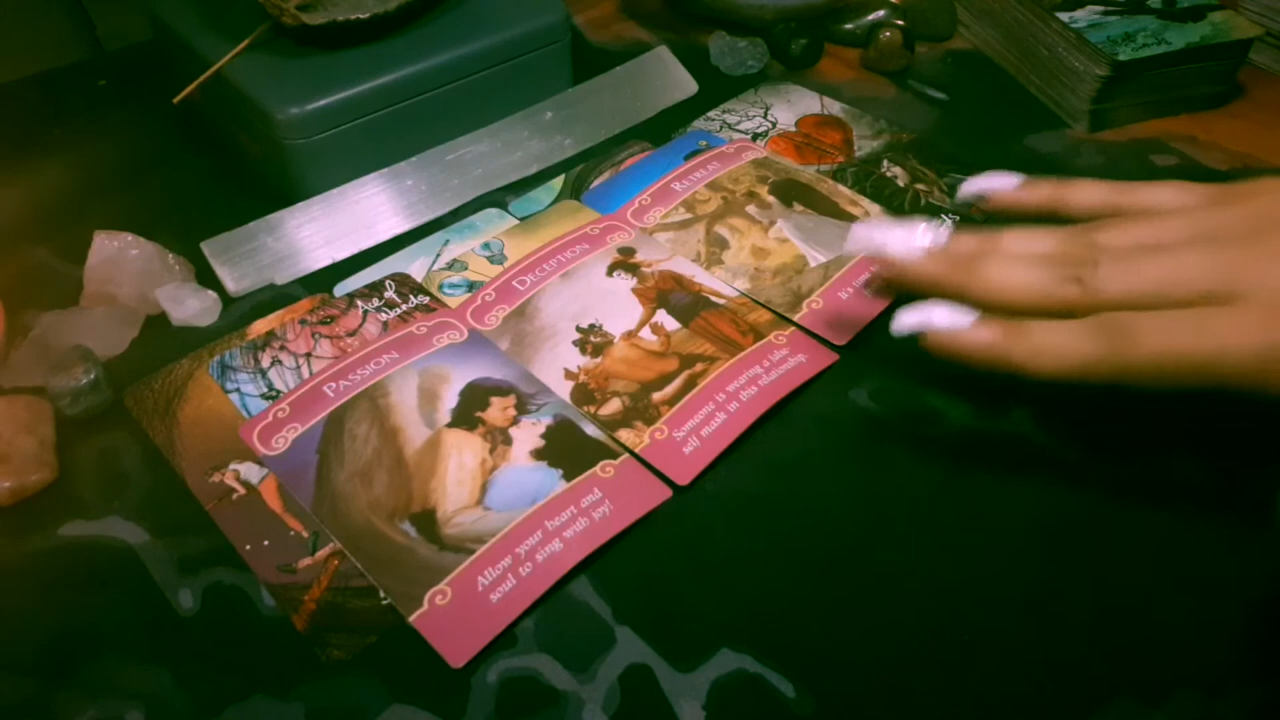 Ace of
Wands
PASSION
Allow your heart and
soul to sing with joy!
DECEPTION
Someone is wearing a false
self mask in this relationship.
RETREAT
It's time